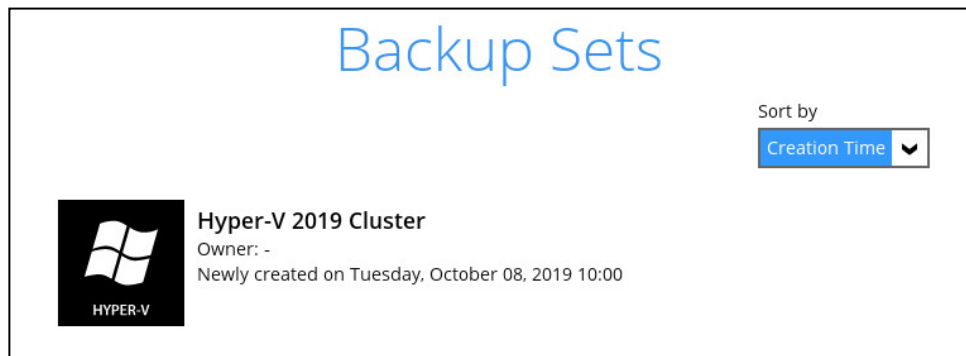 Backup Sets
Sort by
Creation Time
Hyper-V 2019 Cluster
Owner: -
Newly created on Tuesday, October 08, 2019 10:00
HYPER-V